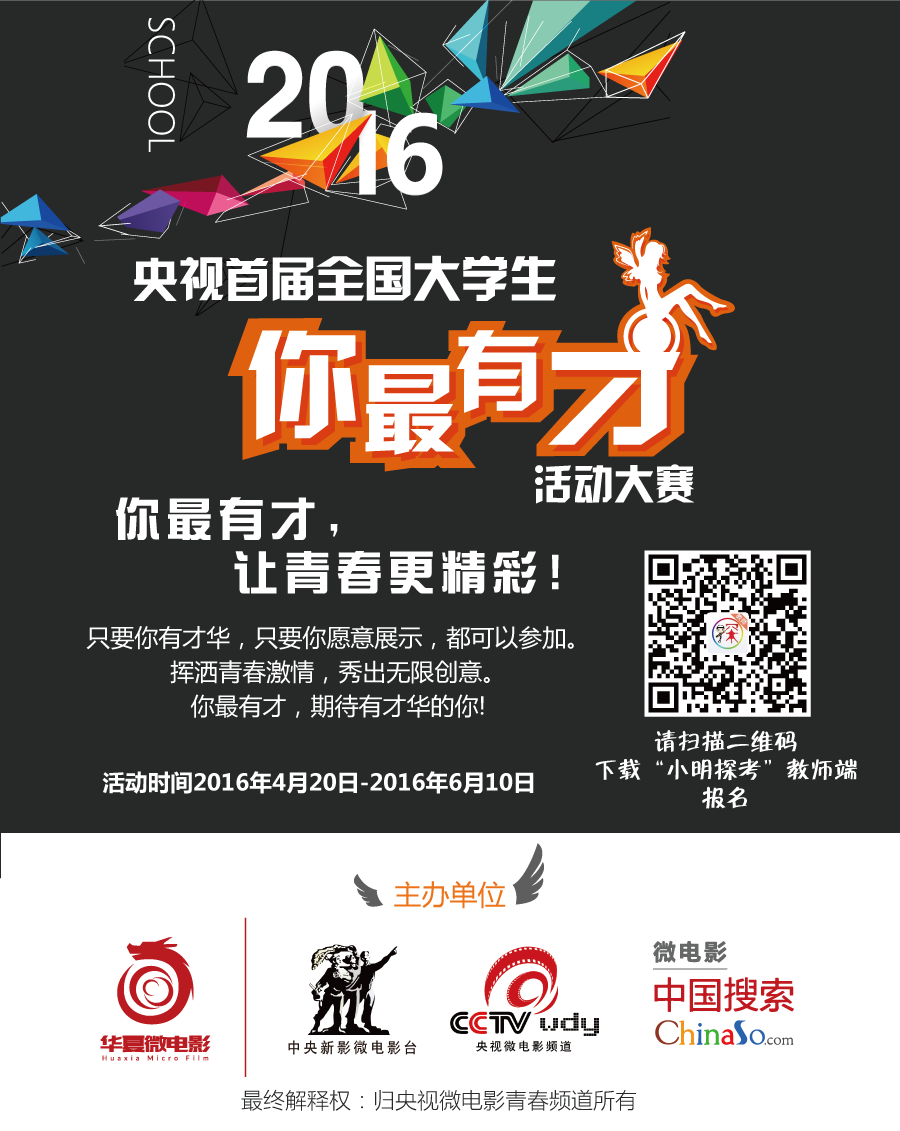 SCHOOL
2016
央视首届全国大学生
你最有才
活动大赛
你最有才，
让青春更精彩！
只要你有才华，只要你愿意展示，都可以参加。
挥洒青春激情，秀出无限创意。
你最有才，期待有才华的你!
活动时间2016年4月20日-2016年6月10日
探
请扫描二维码
下载“小明探考”教师端
报名
主办单位
华夏微电影
Huaxia Micro Film
中央新影微电影台
CCTV vdy
央视微电影频道
微电影
中国搜索
ChinaSo.com
最终解释权：归央视微电影青春频道所有